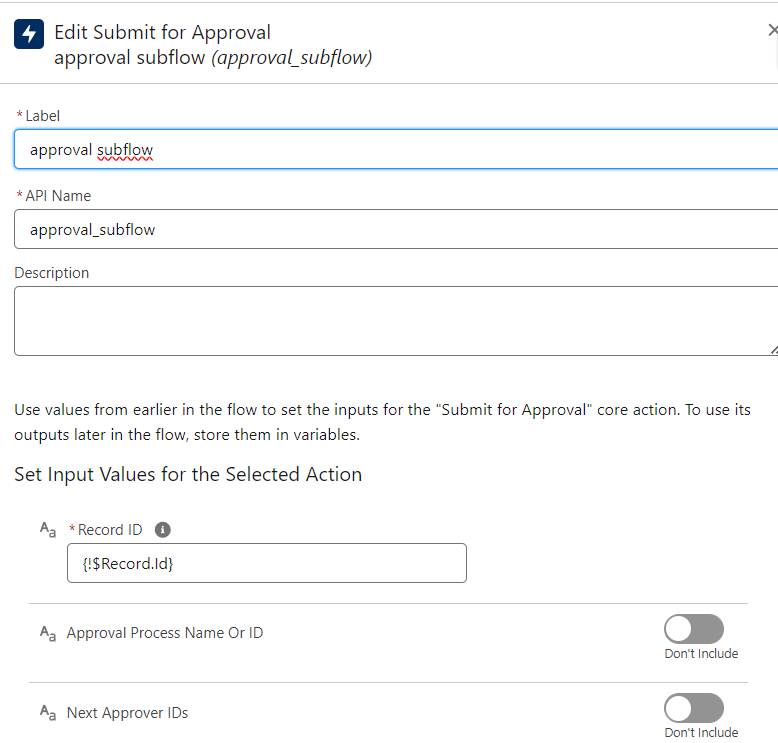 Edit Submit for Approval
approval subflow (approval_subflow)
* Label
approval subflow
* API Name
approval_subflow
Description
Use values from earlier in the flow to set the inputs for the "Submit for Approval" core action. To use its
outputs later in the flow, store them in variables.
Set Input Values for the Selected Action
Aa * Record ID
{!$Record.Id}
Aa Approval Process Name Or ID
Don't Include
Aa Next Approver IDs
Don't Include